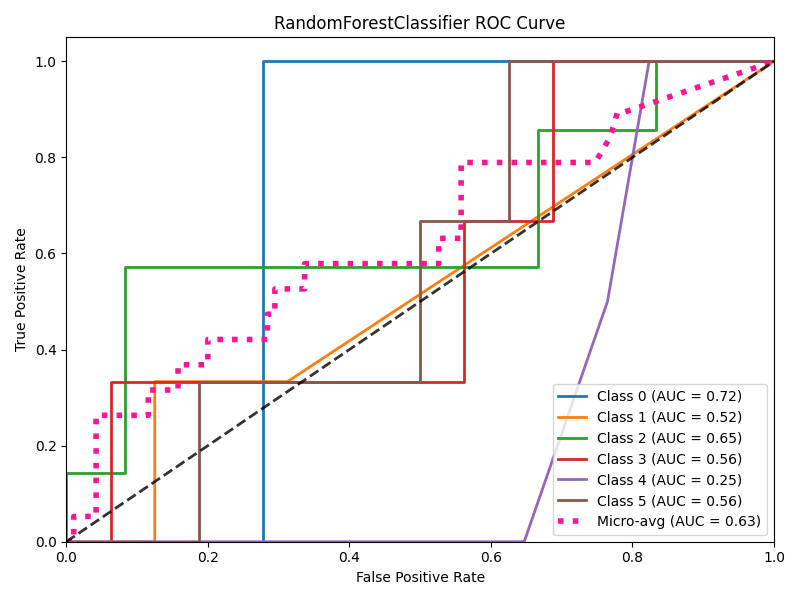 RandomForestClassifier ROC Curve
1.0
0.8
0.6
0.4
0.2
0.0
True Positive Rate
0.0 0.2 0.4 0.6 0.8 1.0
False Positive Rate
Class 0 (AUC = 0.72)
Class 1 (AUC = 0.52)
Class 2 (AUC = 0.65)
Class 3 (AUC = 0.56)
Class 4 (AUC = 0.25)
Class 5 (AUC = 0.56)
Micro-avg (AUC = 0.63)